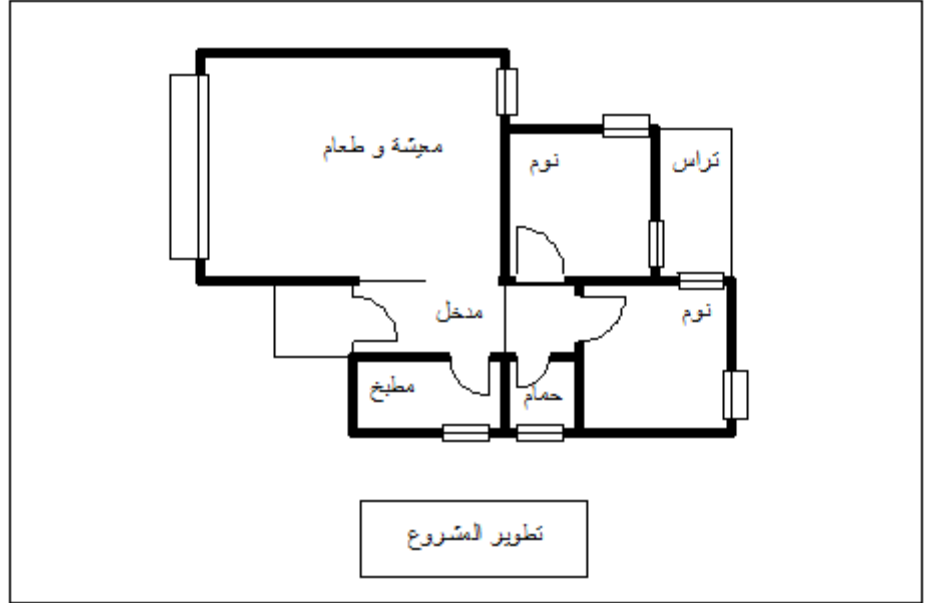 معيشة و طعام
نوم
تراس
مدخل
نوم
مطبخ
حمام
تطوير المشروع